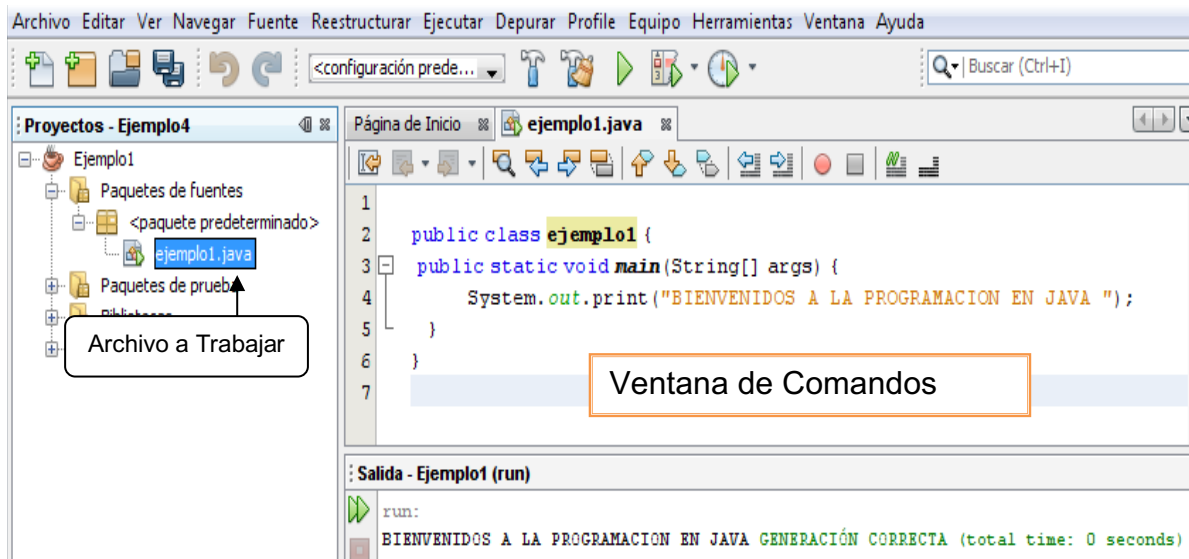 Archivo Editar Ver Navegar Fuente Reestructurar Ejecutar Depurar Profile Equipo Herramientas Ventana Ayuda
<configuración prede...
Buscar (Ctrl+I)
Proyectos - Ejemplo4
Ejemplo1
Paquetes de fuentes
<paquete predeterminado>
ejemplo1.java
Paquetes de prueb
Archivo a Trabajar
Página de Inicio ejemplo1.java
1
2 public class ejemplo1 {
3 public static void main(String[] args) {
4 System.out.print("BIENVENIDOS A LA PROGRAMACION EN JAVA ");
5 }
6 }
7
Ventana de Comandos
Salida - Ejemplo1 (run)
run:
BIENVENIDOS A LA PROGRAMACION EN JAVA GENERACIÓN CORRECTA (total time: 0 seconds)